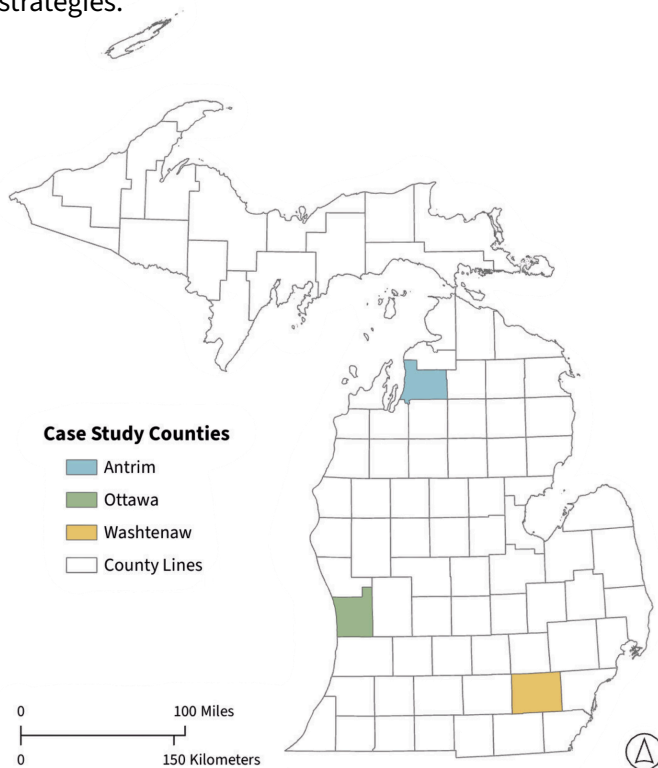 strategies.
Case Study Counties
Antrim
Ottawa
Washtenaw
County Lines
0 100 Miles
0 150 Kilometers